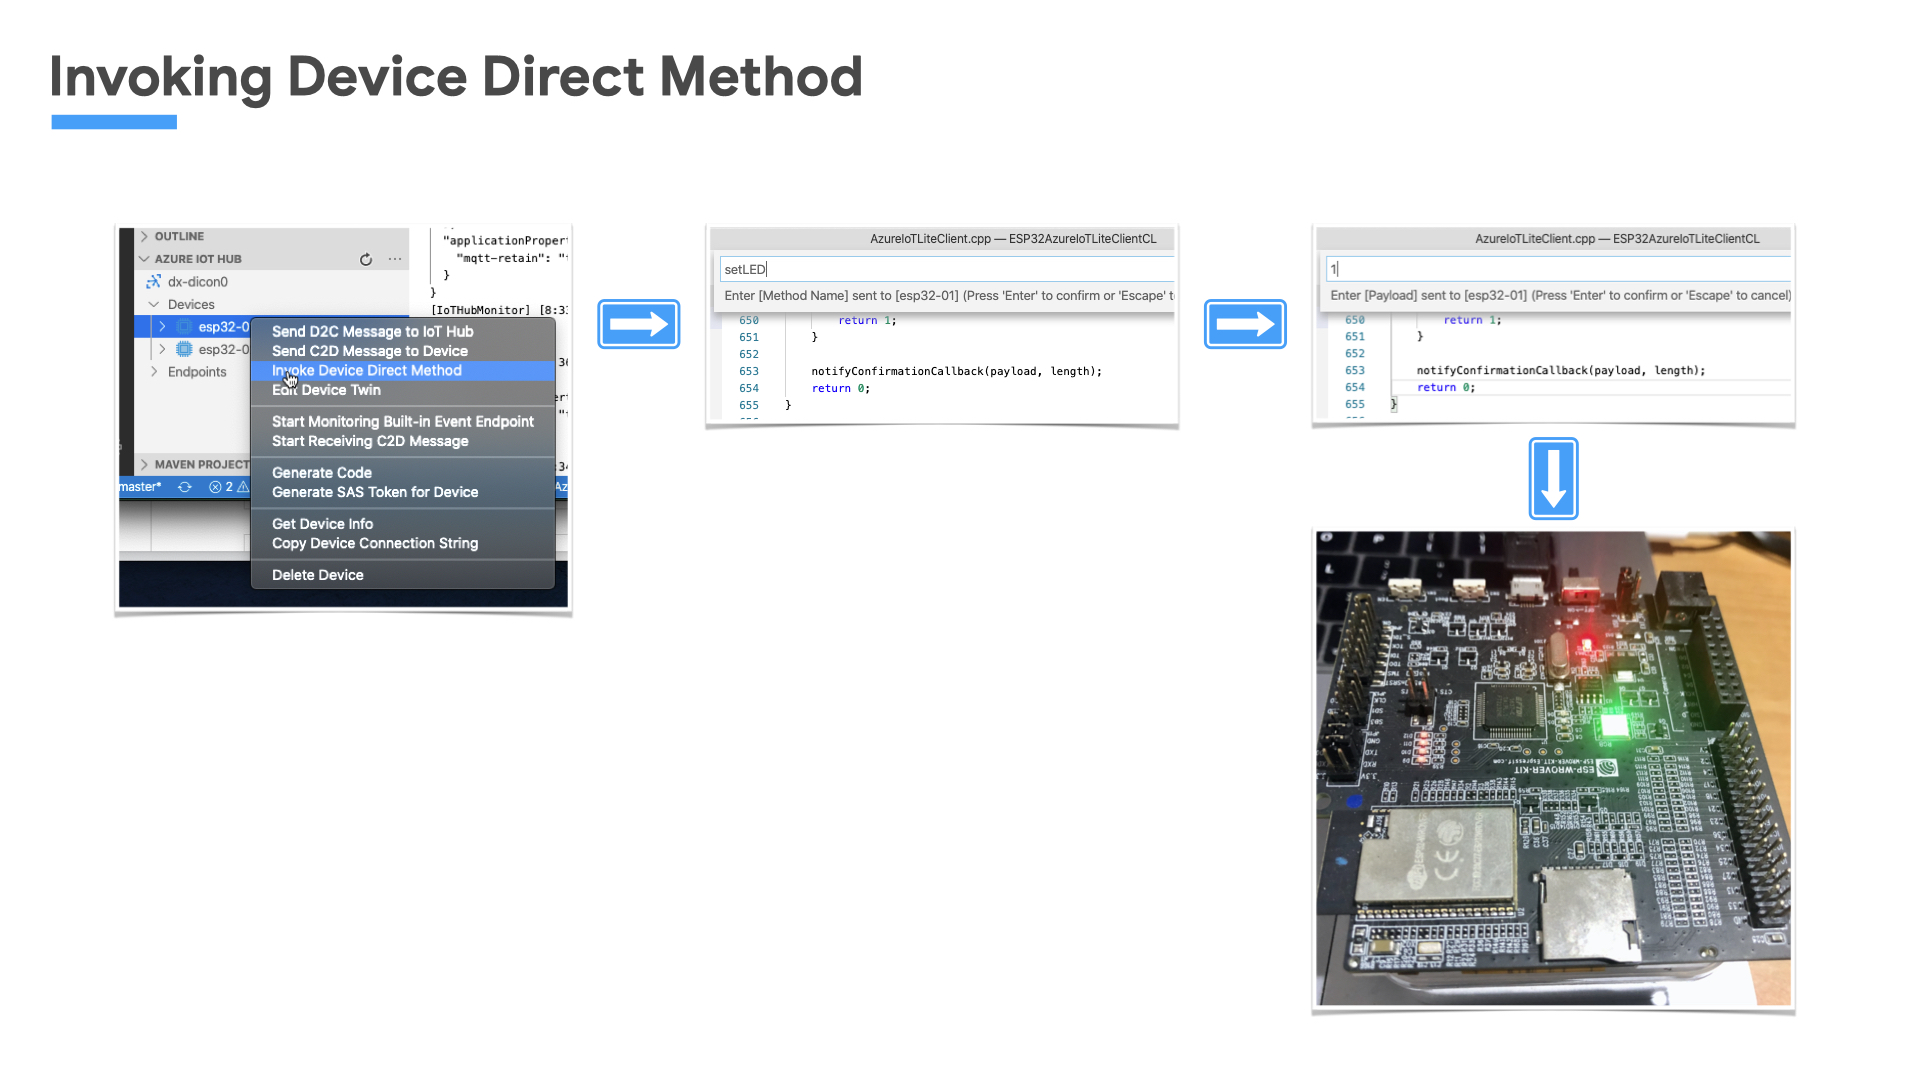 Invoking Device Direct Method
OUTLINE
AZURE IOT HUB
dx-dicon0
Devices
esp32-0
esp32-0
Endpoints
MAVEN PROJECT
master*
2
"applicationProper
"mqtt-retain": "
}
}
[IoTHubMonitor] [8:3
Send D2C Message to IoT Hub
Send C2D Message to Device
Invoke Device Direct Method
Edit Device Twin
Start Monitoring Built-in Event Endpoint
Start Receiving C2D Message
Generate Code
Generate SAS Token for Device
Get Device Info
Copy Device Connection String
Delete Device
AzureIoTLiteClient.cpp — ESP32AzureIoTLiteClientCL
setLED
Enter [Method Name] sent to [esp32-01] (Press 'Enter' to confirm or 'Escape' t
650 return 1;
651 }
652
653 notifyConfirmationCallback(payload, length);
654 return 0;
655 }
AzureIoTLiteClient.cpp — ESP32AzureIoTLiteClientCL
1
Enter [Payload] sent to [esp32-01] (Press 'Enter' to confirm or 'Escape' to cancel)
650 return 1;
651 }
652
653 notifyConfirmationCallback(payload, length);
654 return 0;
655 }
ESP-WROVER-KIT